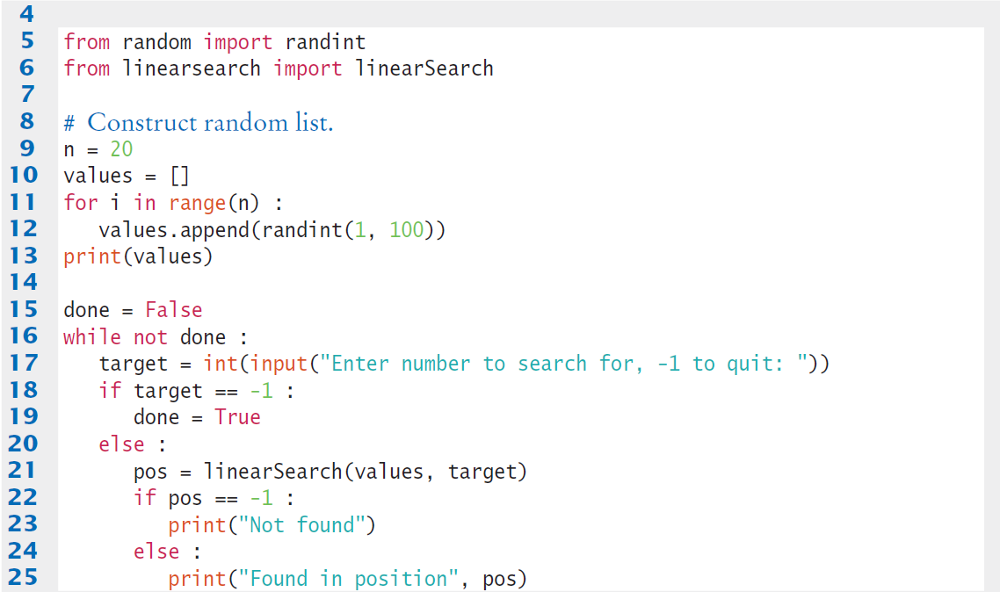 4
5 from random import randint
6 from linearsearch import linearSearch
7
8 # Construct random list.
9 n = 20
10 values = []
11 for i in range(n) :
12    values.append(randint(1, 100))
13 print(values)
14
15 done = False
16 while not done :
17    target = int(input("Enter number to search for, -1 to quit: "))
18    if target == -1 :
19       done = True
20    else :
21       pos = linearSearch(values, target)
22       if pos == -1 :
23          print("Not found")
24       else :
25          print("Found in position", pos)